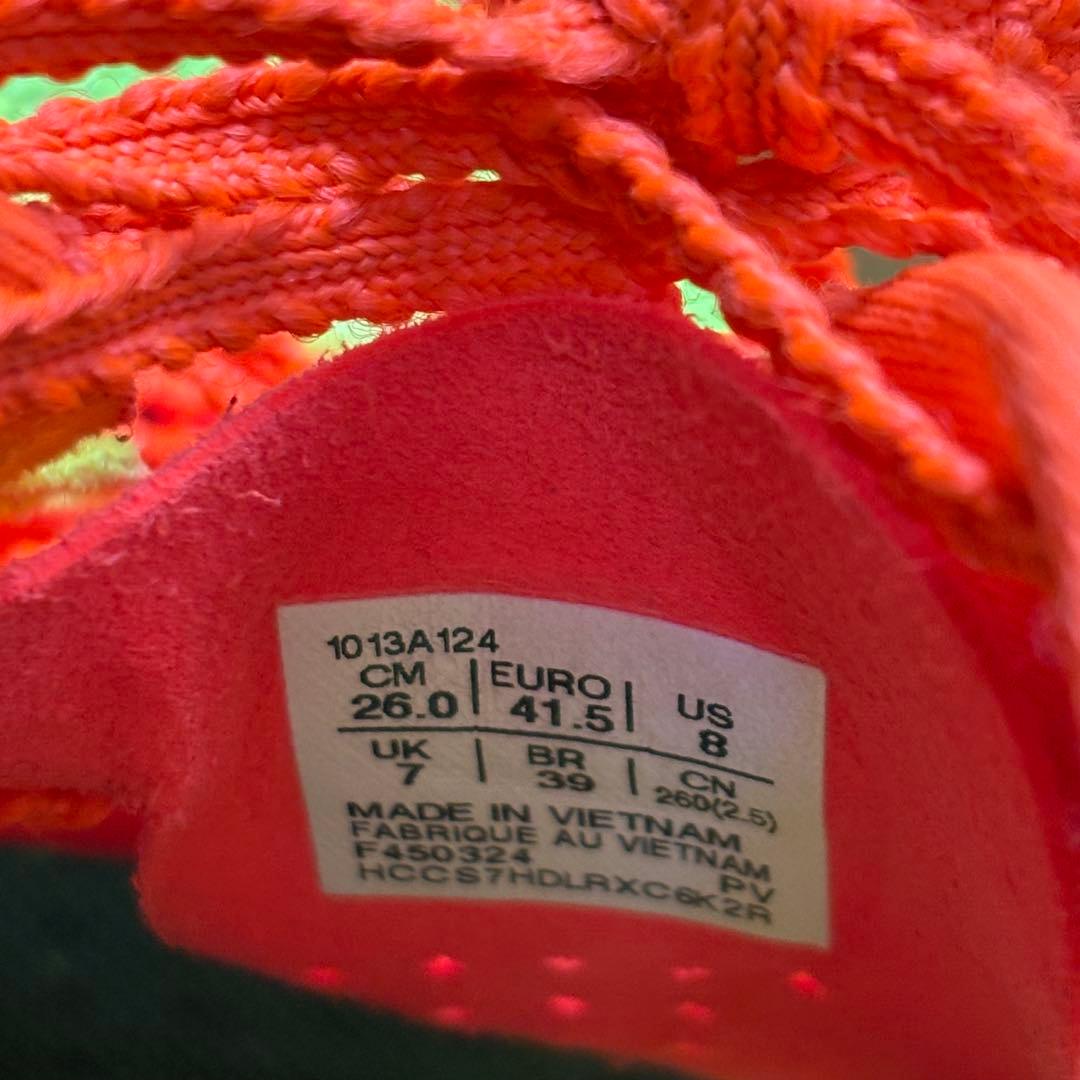 1013A124
CM | EURO | US
26.0 | 41.5 | 8
UK | BR | CN
7 | 39 | 260(2.5)
MADE IN VIETNAM
FABRIQUE AU VIETNAM
F450324 PV
HCCS7HDLRXC6K2R